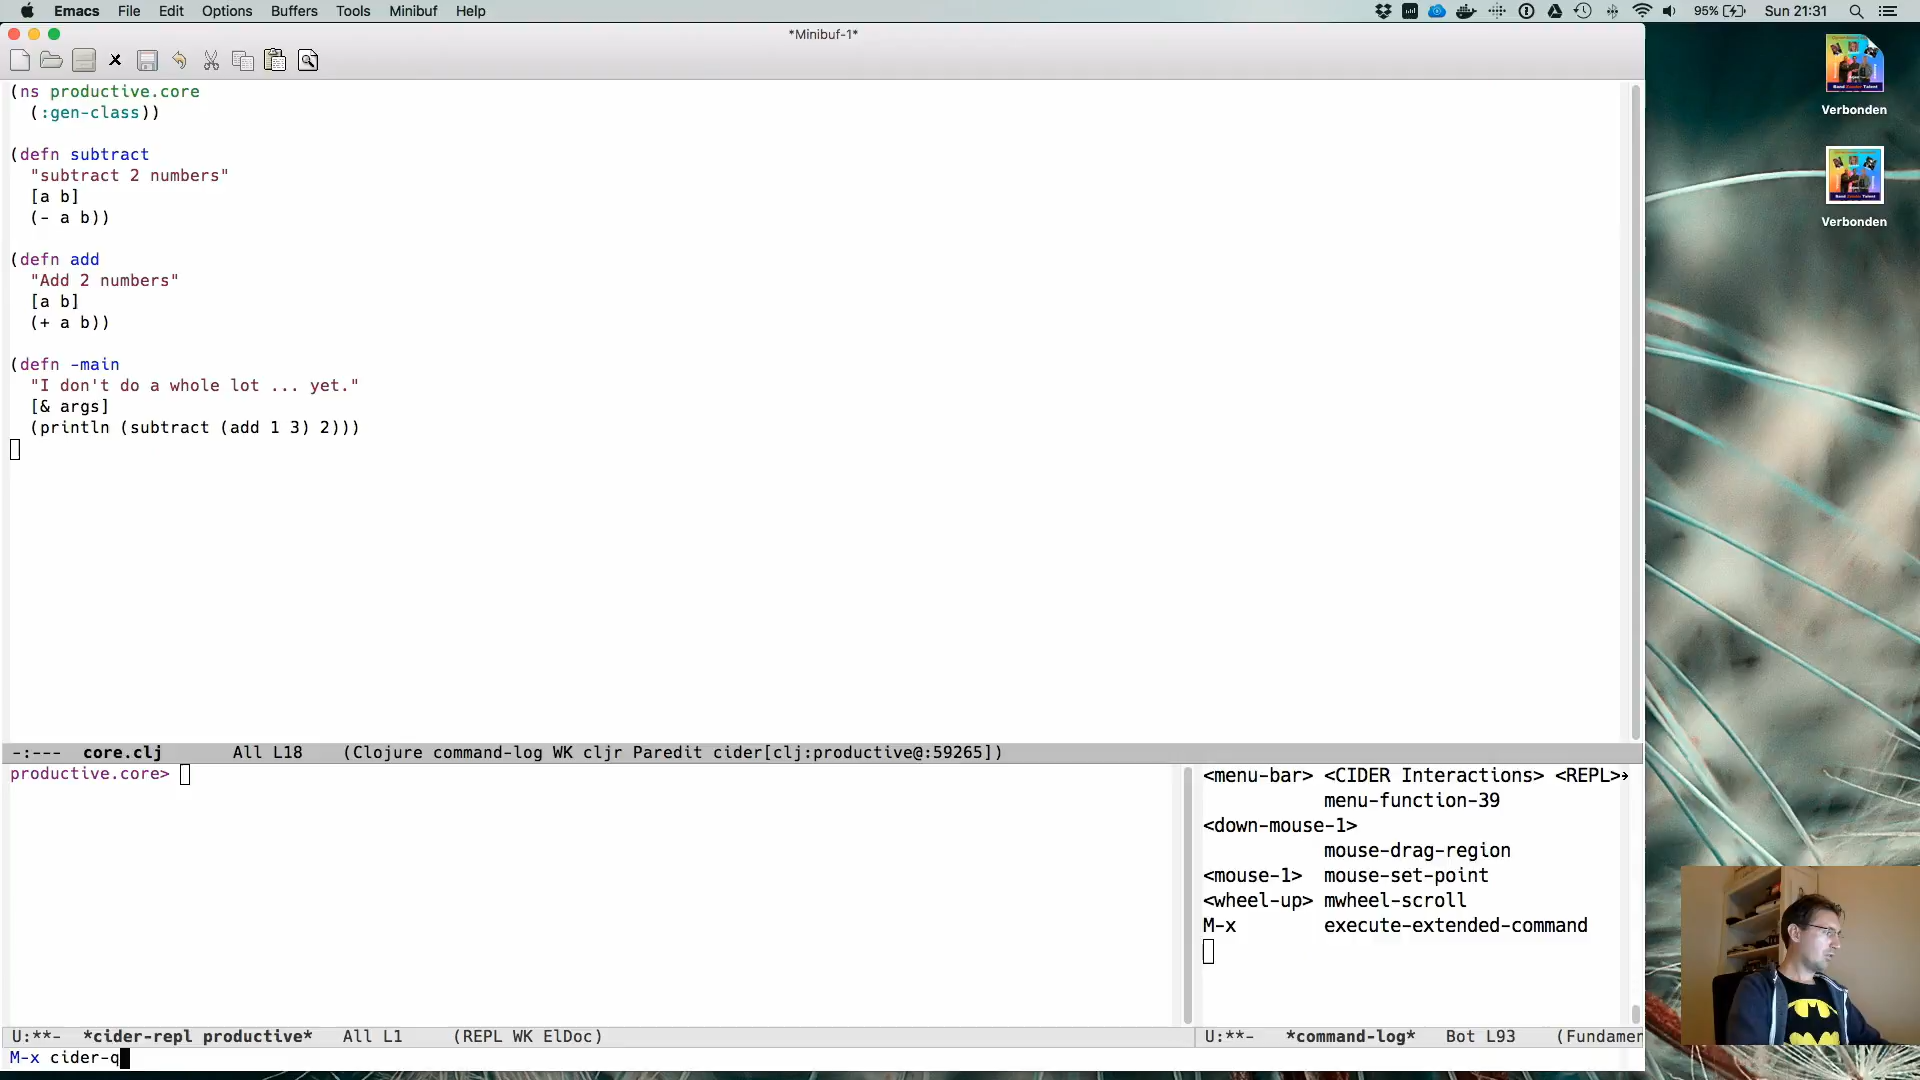 Emacs File Edit Options Buffers Tools Minibuf Help
95% Sun 21:31
*Minibuf-1*
(ns productive.core
(:gen-class))
(defn subtract
"subtract 2 numbers"
[a b]
(- a b))
(defn add
"Add 2 numbers"
[a b]
(+ a b))
(defn -main
"I don't do a whole lot ... yet."
[& args]
(println (subtract (add 1 3) 2)))
-:--- core.clj All L18 (Clojure command-log WK cljr Paredit cider[clj:productive@:59265])
productive.core>
<menu-bar> <CIDER Interactions> <REPL>
menu-function-39
<down-mouse-1>
mouse-drag-region
<mouse-1> mouse-set-point
<wheel-up> mwheel-scroll
M-x execute-extended-command
U:**- *cider-repl productive* All L1 (REPL WK ElDoc)
U:**- *command-log* Bot L93 (Fundamen
M-x cider-q
Verbonden
Verbonden